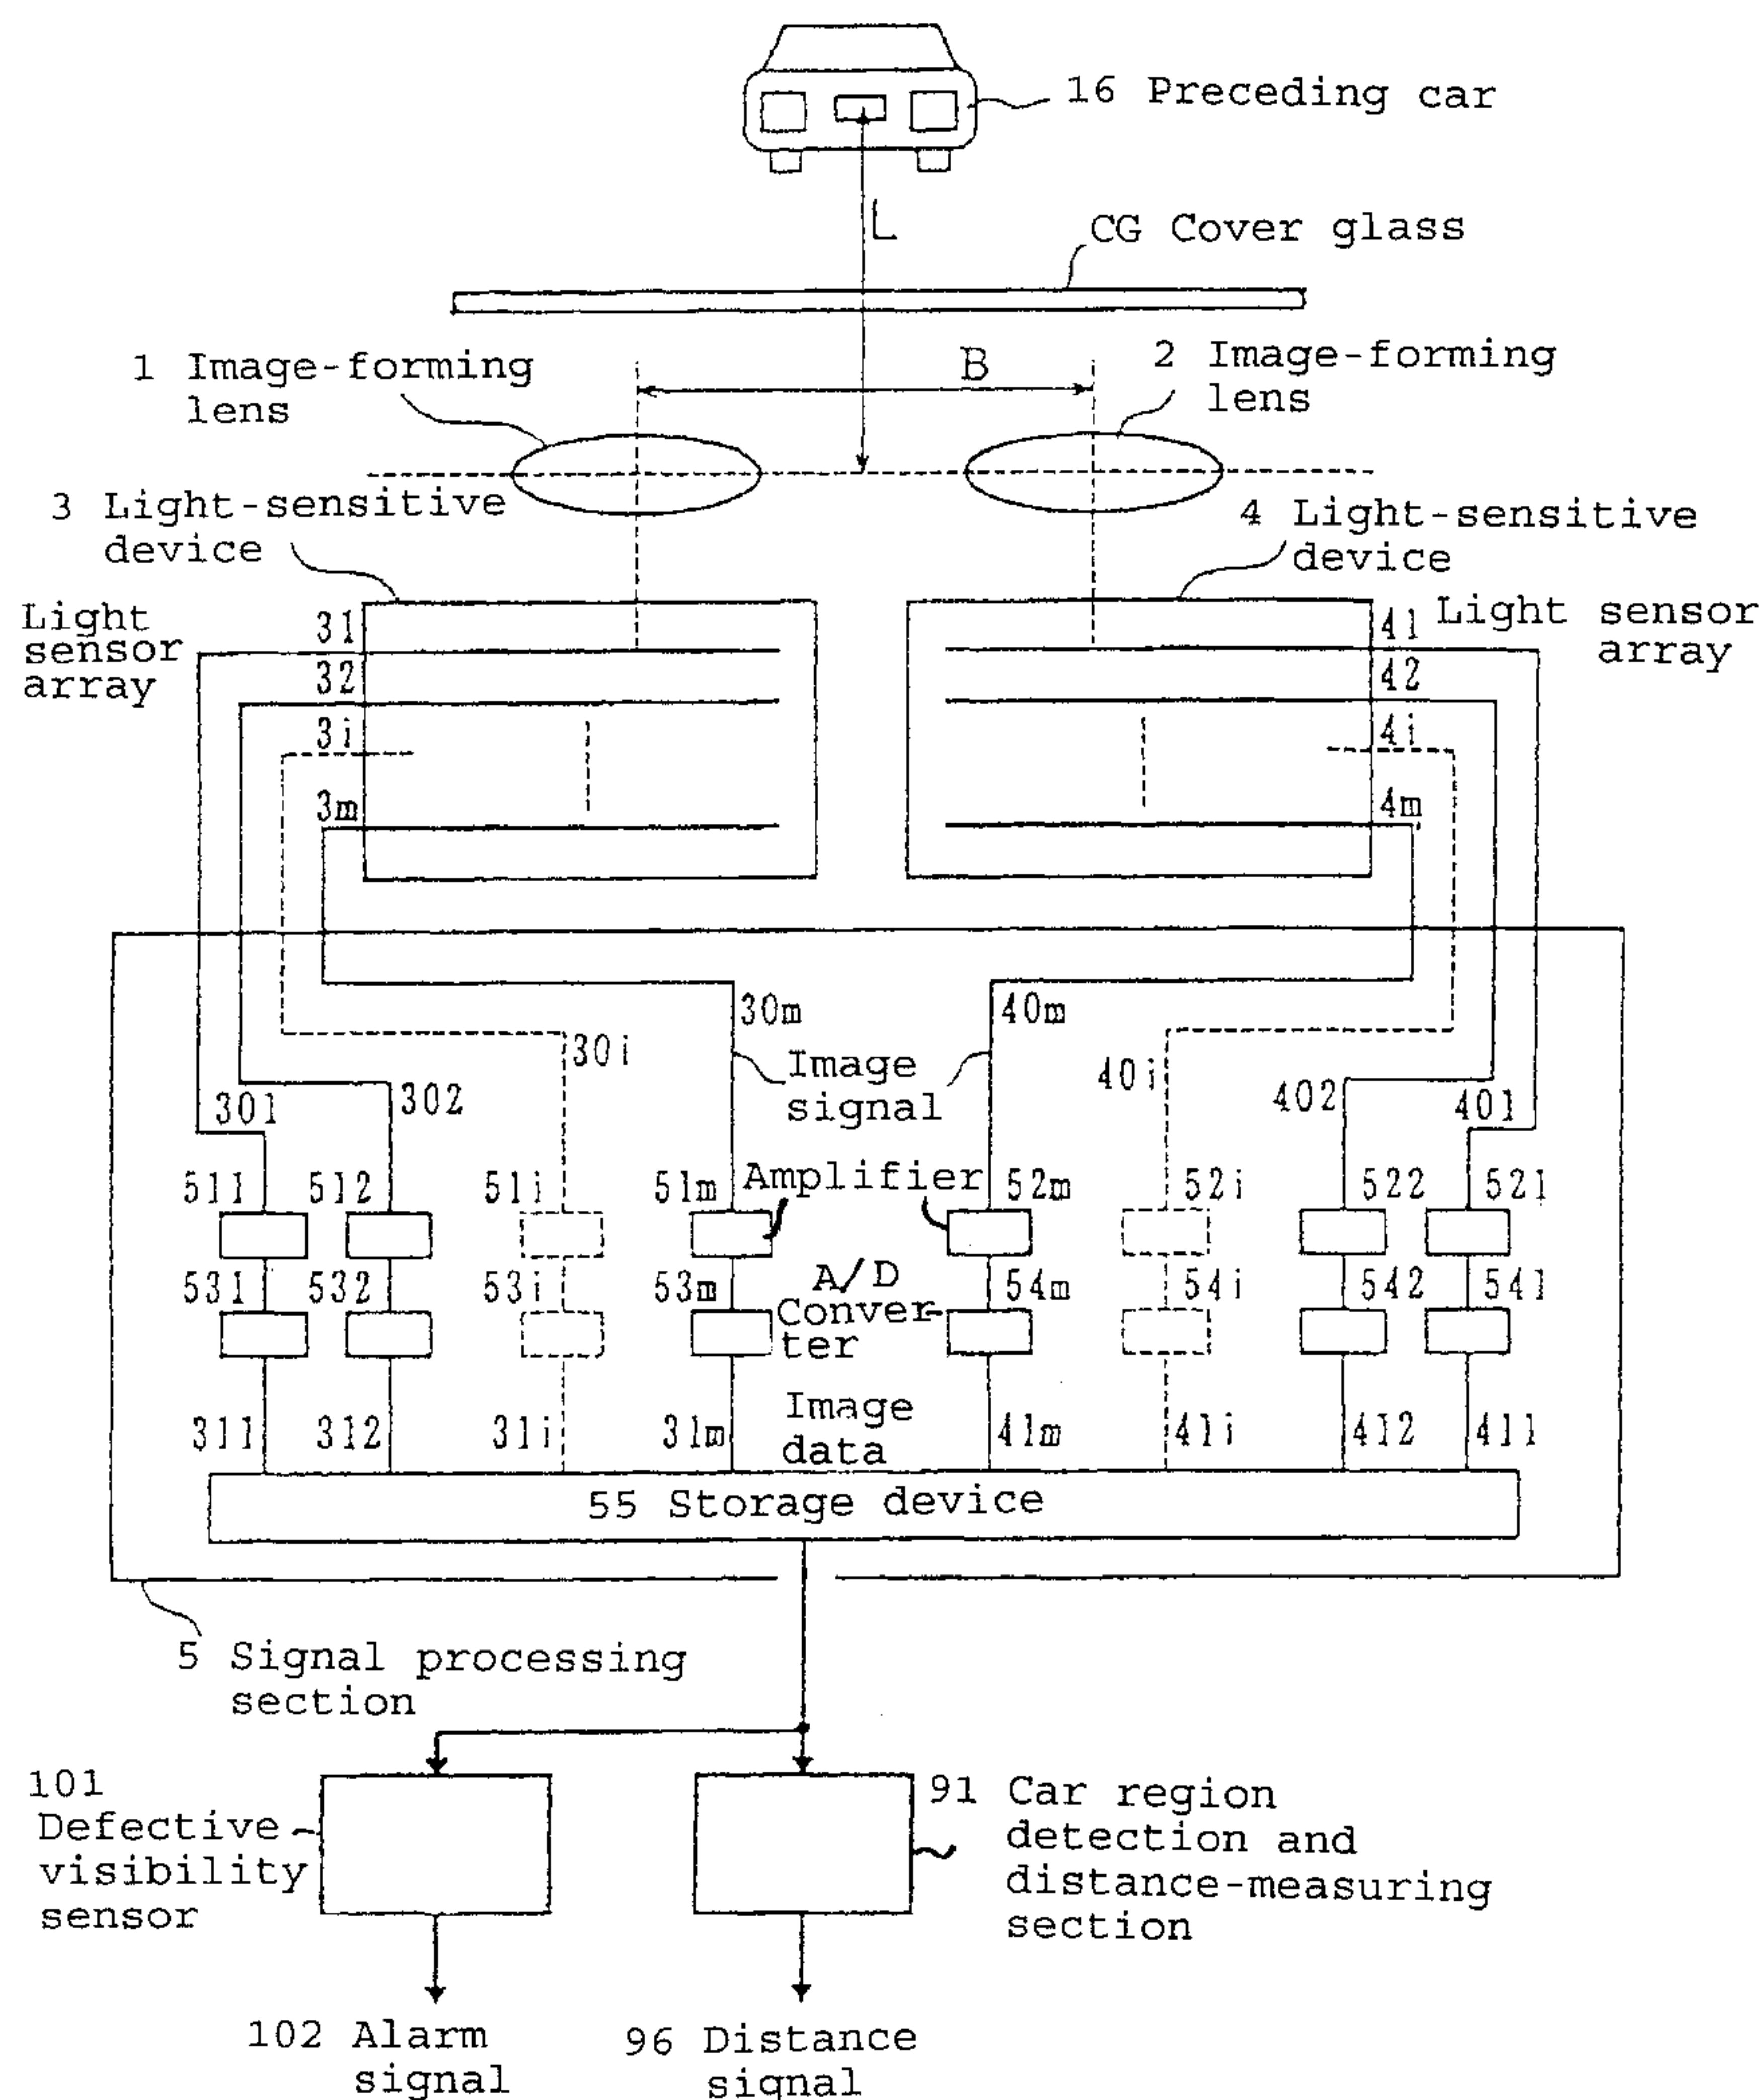 16 Preceding car
L
CG Cover glass
1 Image-forming
lens
B
2 Image-forming
lens
3 Light-sensitive
device
4 Light-sensitive
device
Light
sensor
array
31
32
3i
3m
41
42
4i
4m
Light sensor
array
30m
40m
30i
Image
signal
40i
301
302
402
401
511
512
51i
51m
Amplifier
52m
52i
522
521
531
532
53i
53m
A/D
Conver-
ter
54m
54i
542
541
311
312
31i
31m
Image
data
41m
41i
412
411
55 Storage device
5 Signal processing
section
101
Defective
visibility
sensor
91 Car region
detection and
distance-measuring
section
102 Alarm
signal
96 Distance
signal